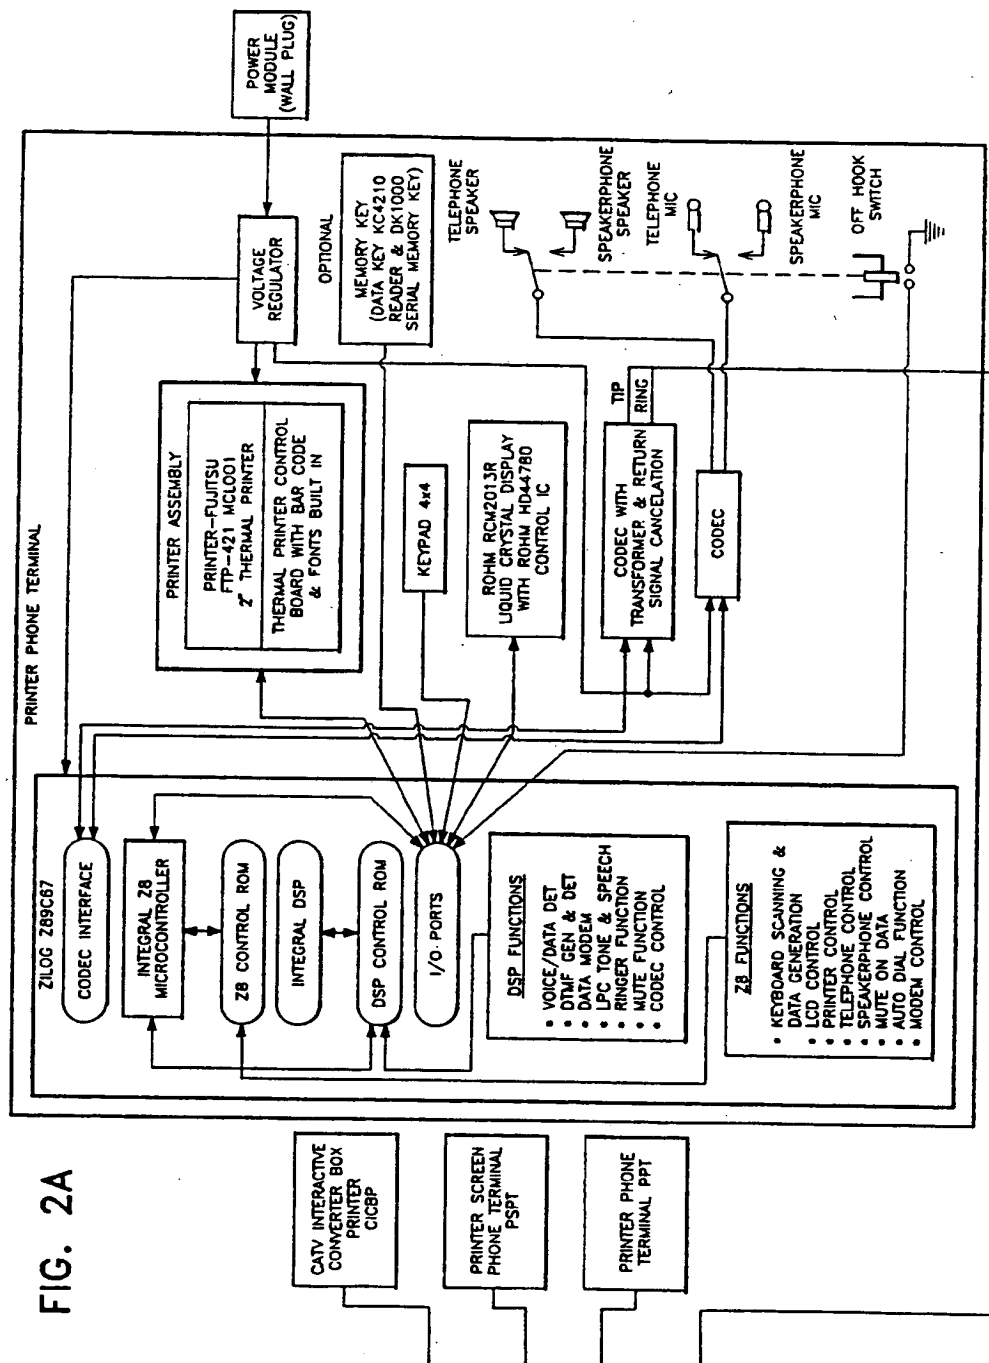 FIG. 2A
PRINTER PHONE TERMINAL
POWER
MODULE
(WALL PLUG)
VOLTAGE
REGULATOR
OPTIONAL
MEMORY KEY
(DATA KEY KC4210
READER & DK1000
SERIAL MEMORY KEY)
PRINTER ASSEMBLY
PRINTER-FUJITSU
FTP-421 MCL001
2" THERMAL PRINTER
THERMAL PRINTER CONTROL
BOARD WITH BAR CODE
& FONTS BUILT IN
KEYPAD 4x4
ROHM RCM2013R
LIQUID CRYSTAL DISPLAY
WITH ROHM HD44780
CONTROL IC
CODEC WITH
TRANSFORMER & RETURN
SIGNAL CANCELATION
TIP
RING
CODEC
TELEPHONE
SPEAKER
SPEAKERPHONE
SPEAKER
TELEPHONE
MIC
SPEAKERPHONE
MIC
OFF HOOK
SWITCH
ZILOG Z89C67
CODEC INTERFACE
INTEGRAL Z8
MICROCONTROLLER
Z8 CONTROL ROM
INTEGRAL DSP
DSP CONTROL ROM
I/O. PORTS
DSP FUNCTIONS
• VOICE/DATA DET
• DTMF GEN & DET
• DATA MODEM
• LPC TONE & SPEECH
• RINGER FUNCTION
• MUTE FUNCTION
• CODEC CONTROL
Z8 FUNCTIONS
• KEYBOARD SCANNING &
DATA GENERATION
• LCD CONTROL
• PRINTER CONTROL
• TELEPHONE CONTROL
• SPEAKERPHONE CONTROL
• MUTE ON DATA
• AUTO DIAL FUNCTION
• MODEM CONTROL
CATV INTERACTIVE
CONVERTER BOX
PRINTER
CICBP
PRINTER SCREEN
PHONE TERMINAL
PSPT
PRINTER PHONE
TERMINAL PPT